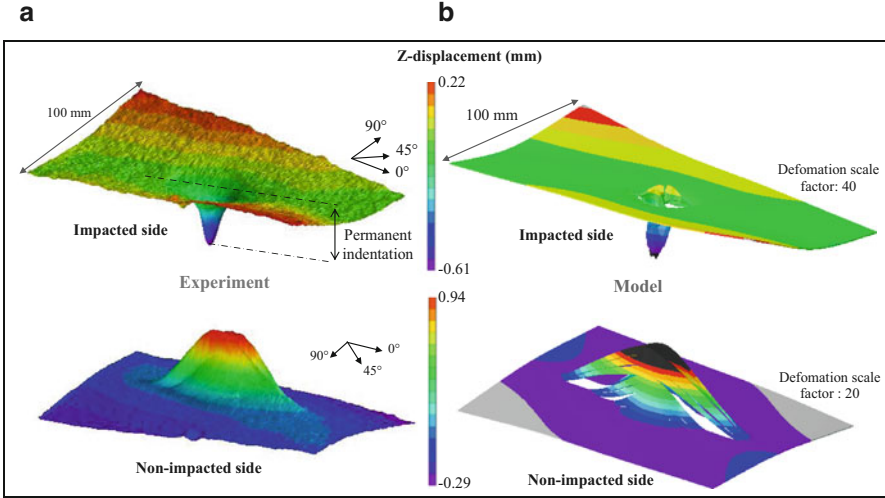 a
b
Z-displacement (mm)
0.22
100 mm
90°
45°
0°
Impacted side
Permanent
indentation
Experiment
-0.61
100 mm
Defomation scale
factor: 40
Impacted side
Model
0.94
90°
0°
45°
Non-impacted side
-0.29
Defomation scale
factor : 20
Non-impacted side